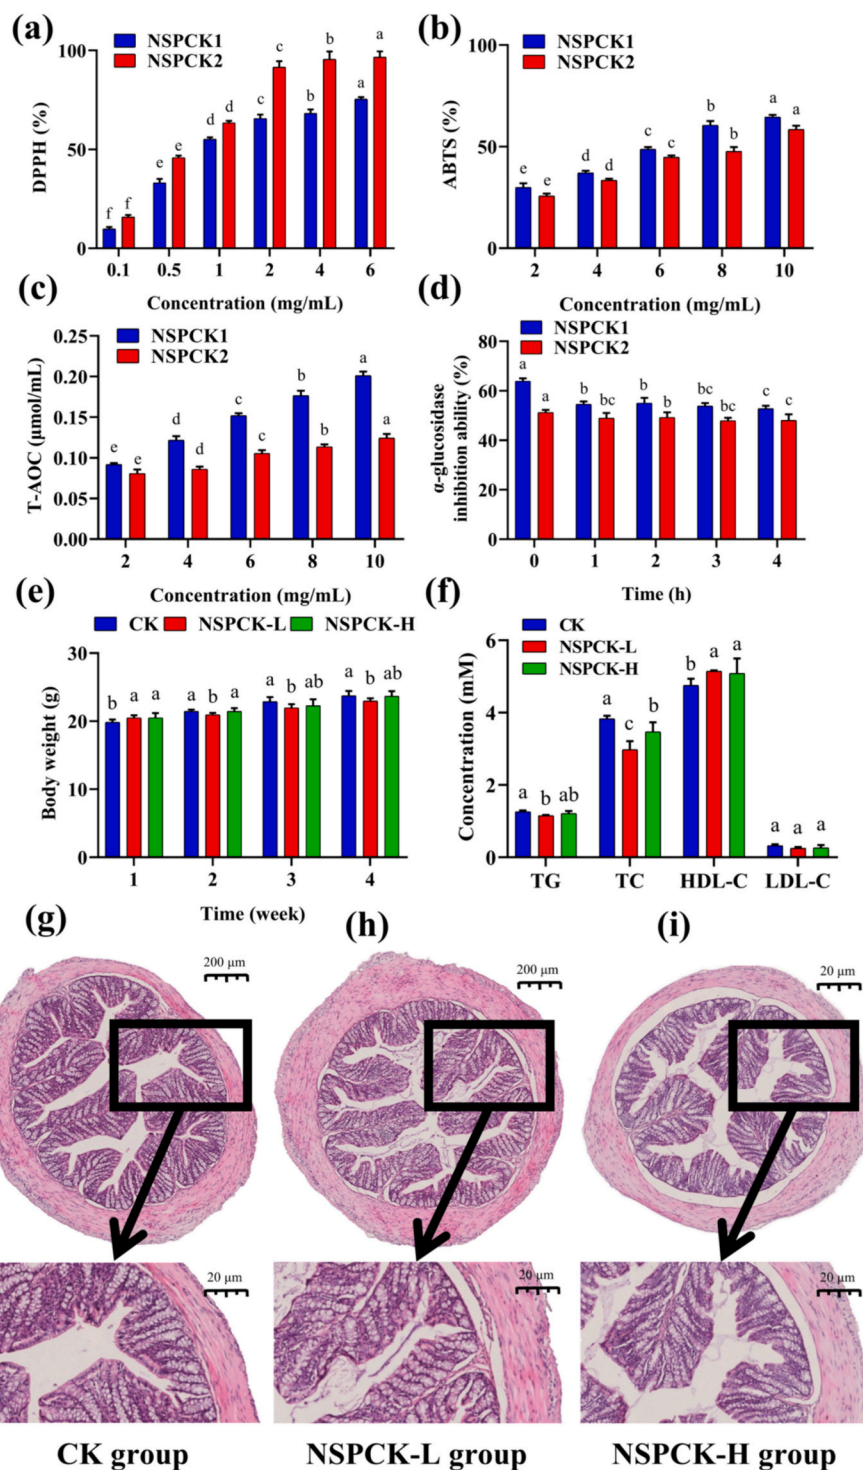 (a)
NSPCK1
NSPCK2
DPPH (%)
100
50
0
f f e e d d c c b b a a
0.1 0.5 1 2 4 6
Concentration (mg/mL)
(b)
NSPCK1
NSPCK2
ABTS (%)
100
50
0
e e d d c c b b a a
2 4 6 8 10
Concentration (mg/mL)
(c)
NSPCK1
NSPCK2
T-AOC (μmol/mL)
0.25
0.20
0.15
0.10
0.05
0.00
e e d d c c b b a a
2 4 6 8 10
Concentration (mg/mL)
(d)
NSPCK1
NSPCK2
α-glucosidase
inhibition ability (%)
80
60
40
20
0
a a b bc b b bc bc c c
0 1 2 3 4
Time (h)
(e)
CK NSPCK-L NSPCK-H
Body weight (g)
30
20
10
0
b a a a b a a b ab a b ab
1 2 3 4
Time (week)
(f)
CK
NSPCK-L
NSPCK-H
Concentration (mM)
6
4
2
0
a b ab a c b b a a a a a
TG TC HDL-C LDL-C
(g)
200 μm
(h)
200 μm
(i)
20 μm
20 μm
20 μm
20 μm
CK group
NSPCK-L group
NSPCK-H group